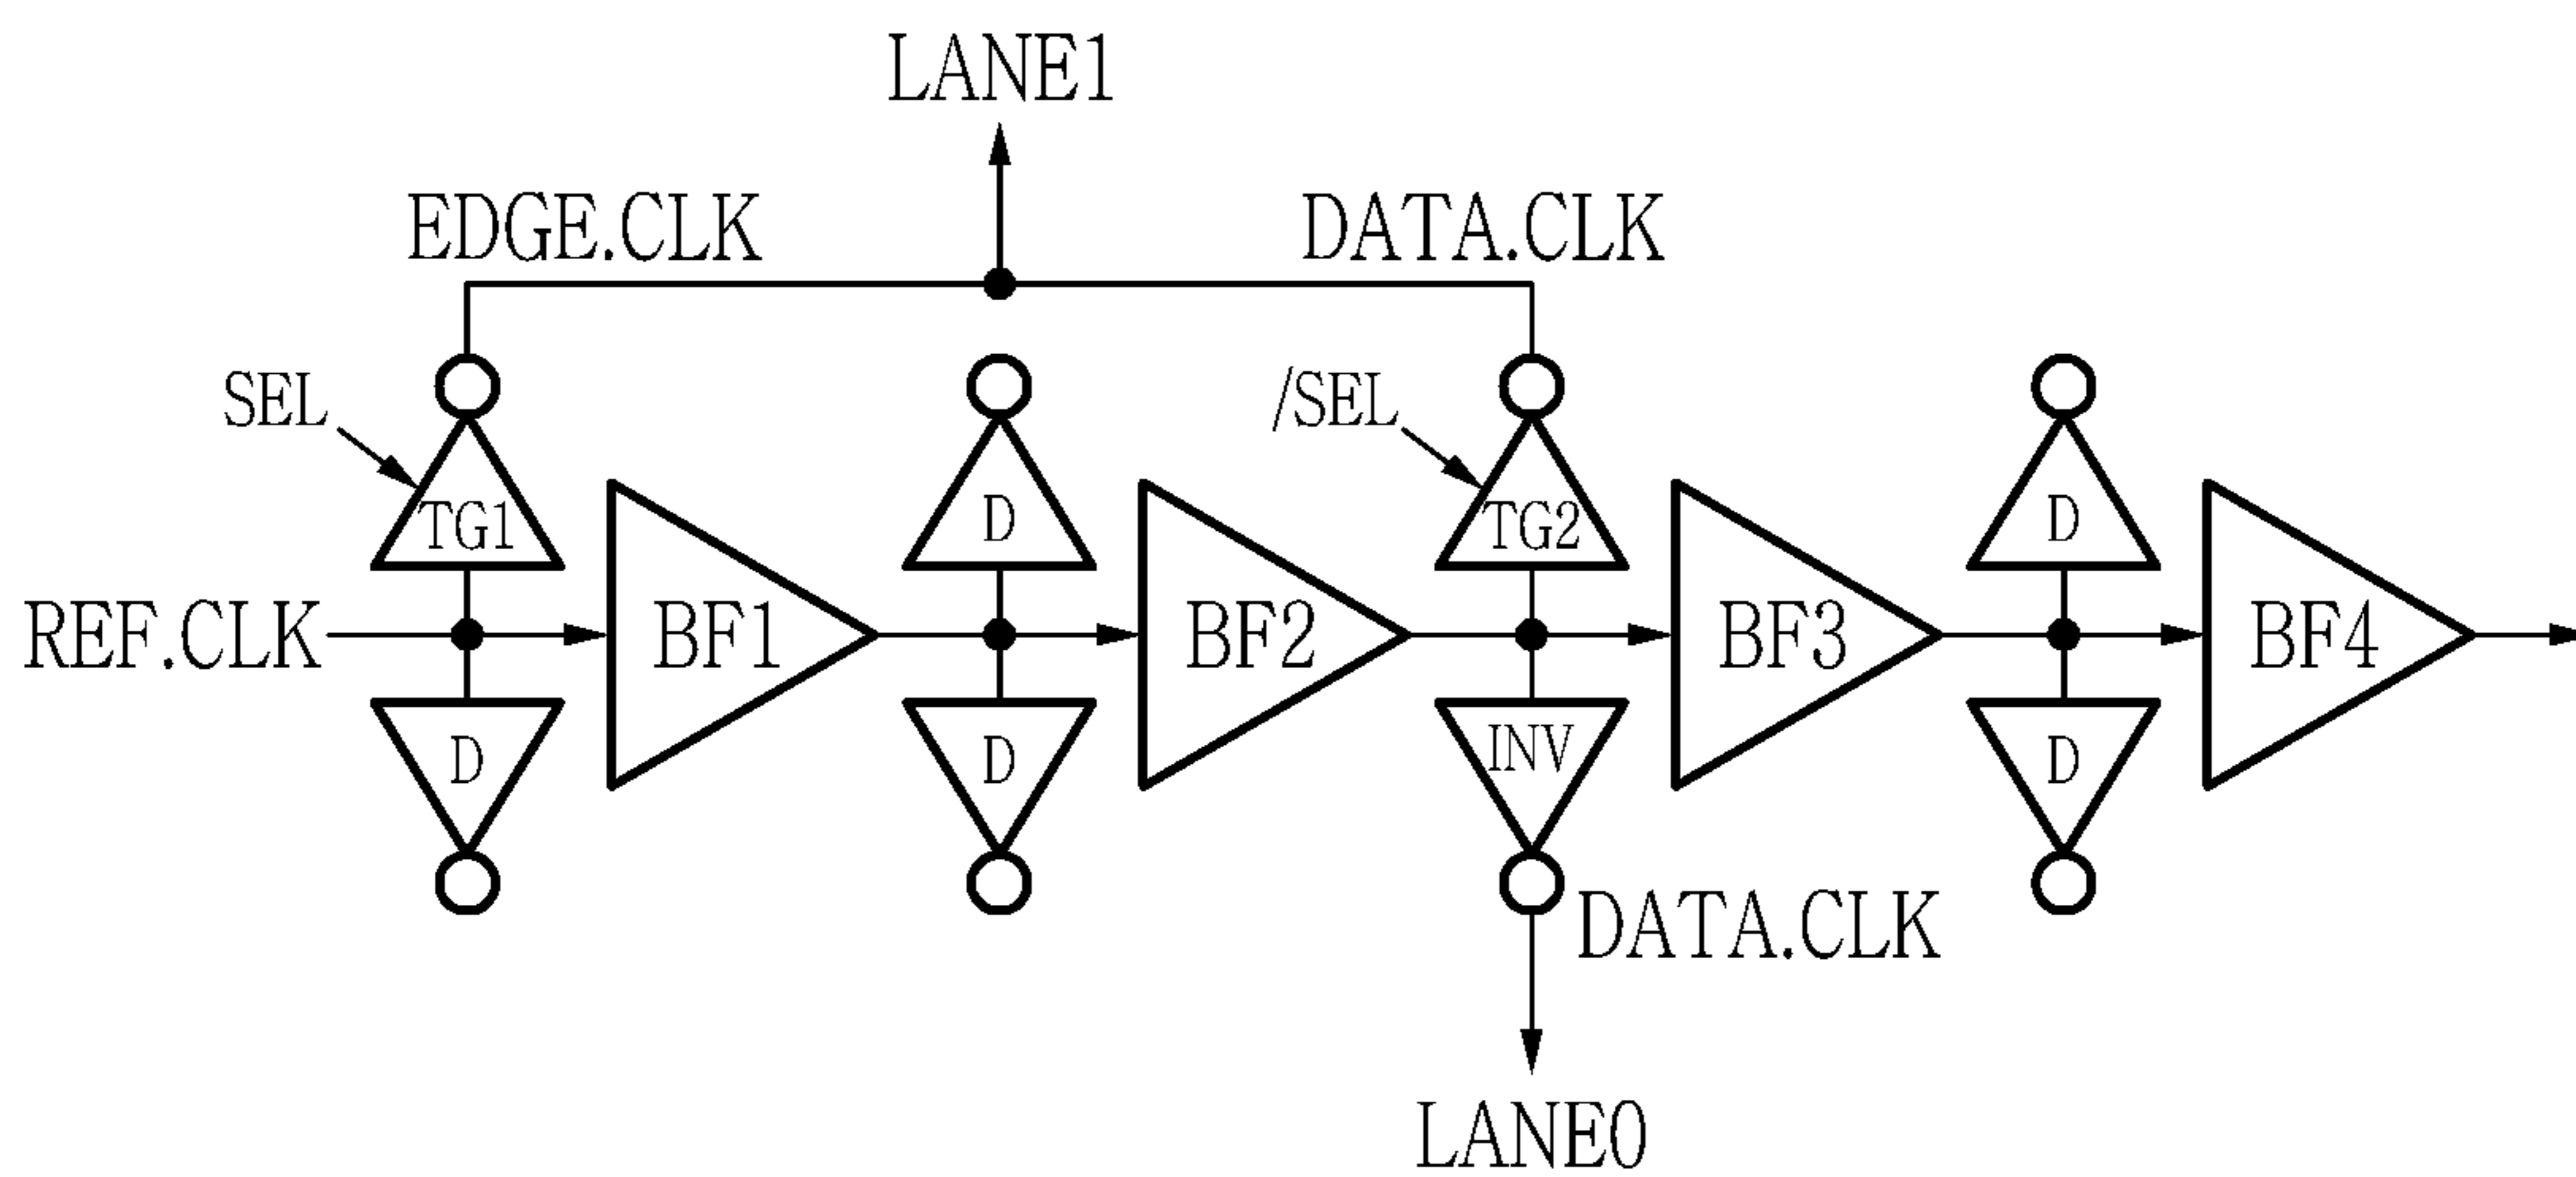 LANE1
EDGE.CLK DATA.CLK
SEL /SEL
TG1 D TG2 D
REF.CLK BF1 BF2 BF3 BF4
D D INV D
DATA.CLK
LANE0